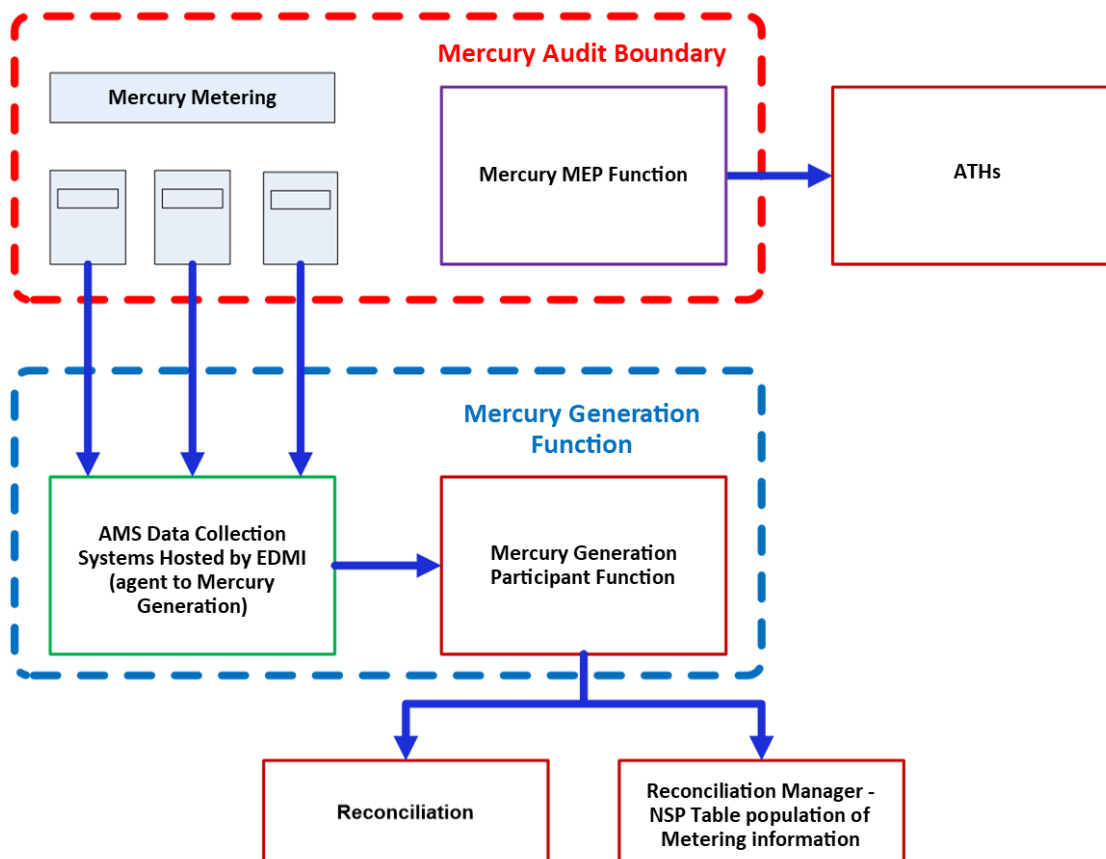 Mercury Audit Boundary
Mercury Metering
Mercury MEP Function
ATHs
Mercury Generation
Function
AMS Data Collection
Systems Hosted by EDMI
(agent to Mercury
Generation)
Mercury Generation
Participant Function
Reconciliation
Reconciliation Manager -
NSP Table population of
Metering information